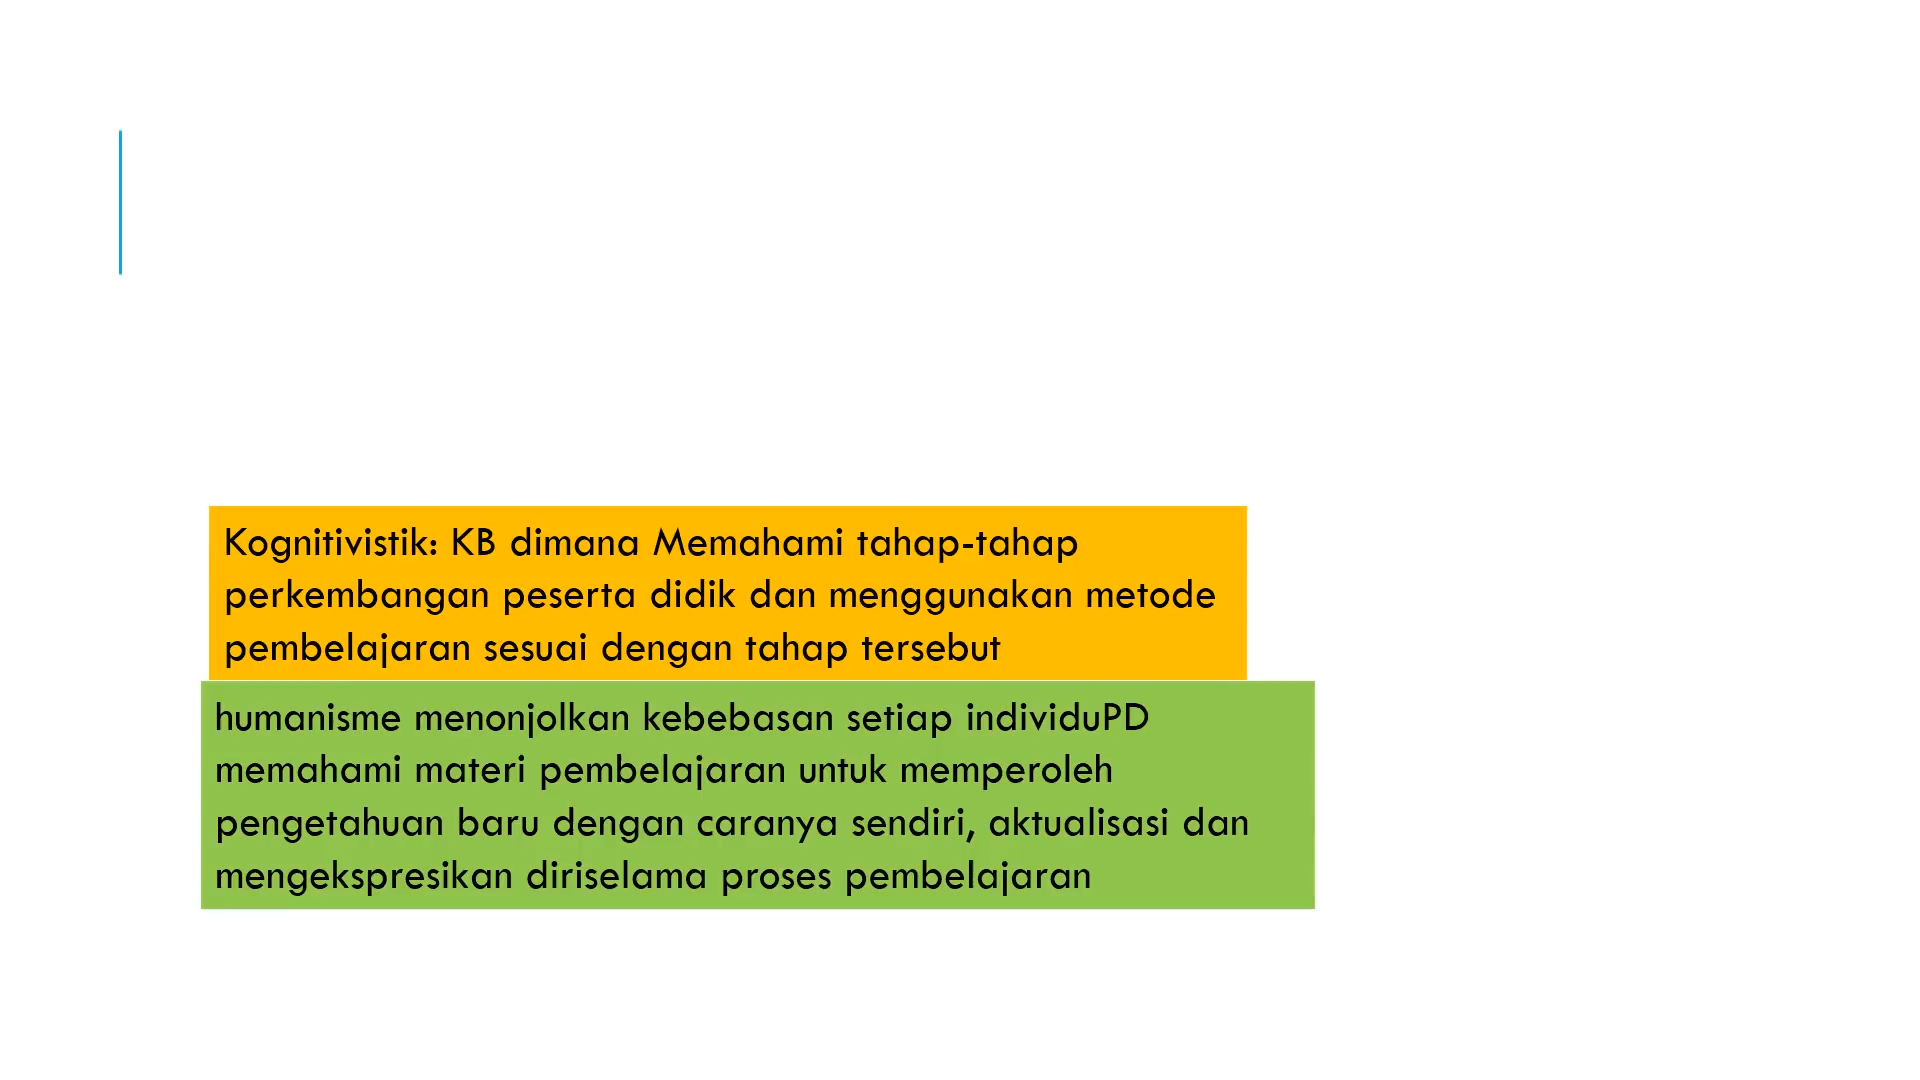 Kognitivistik: KB dimana Memahami tahap-tahap
perkembangan peserta didik dan menggunakan metode
pembelajaran sesuai dengan tahap tersebut
humanisme menonjolkan kebebasan setiap individuPD
memahami materi pembelajaran untuk memperoleh
pengetahuan baru dengan caranya sendiri, aktualisasi dan
mengekspresikan diriselama proses pembelajaran